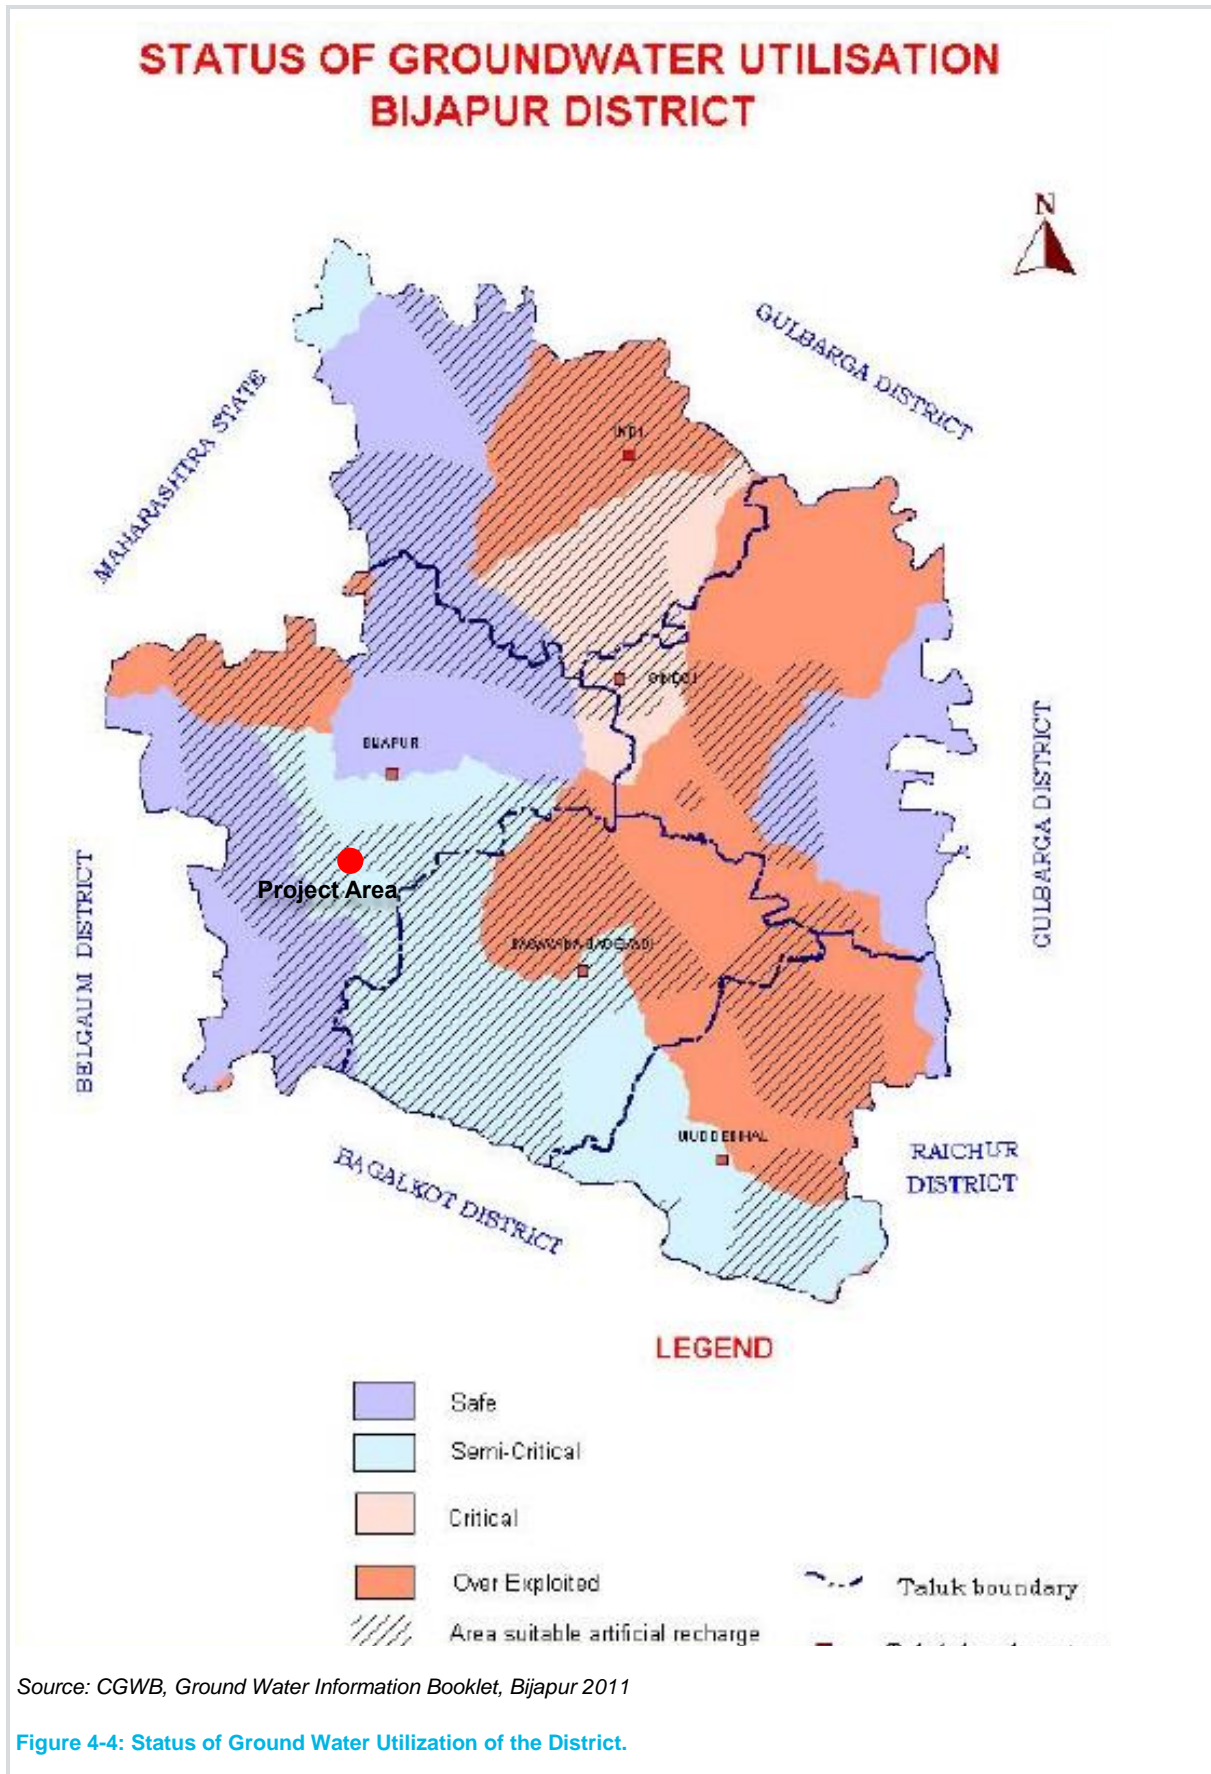 STATUS OF GROUNDWATER UTILISATION
BIJAPUR DISTRICT
N
GULBARGA DISTRICT
MAHARASHTRA STATE
INDI
BIJAPUR
GULBARGA DISTRICT
Project Area
BELGAUM DISTRICT
MUDDEBIHAL
RAICHUR
DISTRICT
BAGALKOT DISTRICT
LEGEND
Safe
Semi-Critical
Critical
Over Exploited
Taluk boundary
Area suitable artificial recharge
Source: CGWB, Ground Water Information Booklet, Bijapur 2011
Figure 4-4: Status of Ground Water Utilization of the District.